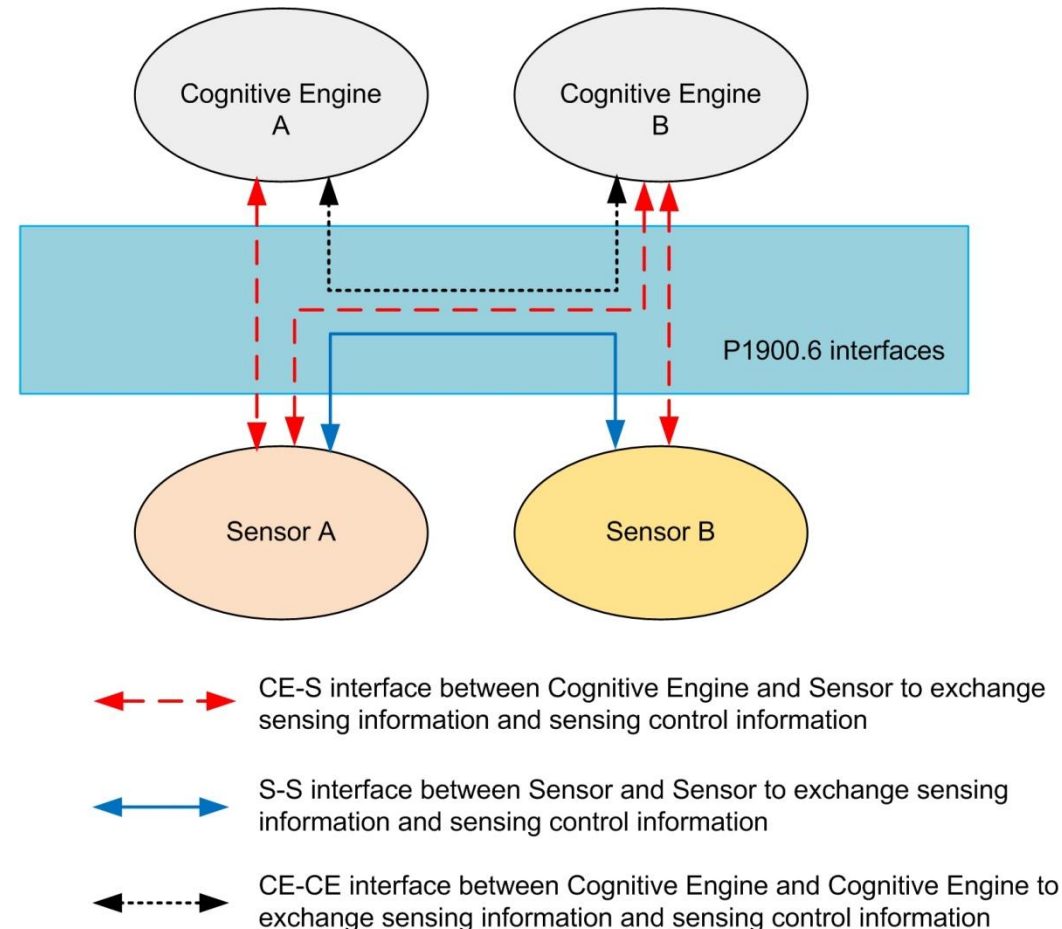 Cognitive Engine
A
Cognitive Engine
B
P1900.6 interfaces
Sensor A
Sensor B
CE-S interface between Cognitive Engine and Sensor to exchange
sensing information and sensing control information
S-S interface between Sensor and Sensor to exchange sensing
information and sensing control information
CE-CE interface between Cognitive Engine and Cognitive Engine to
exchange sensing information and sensing control information